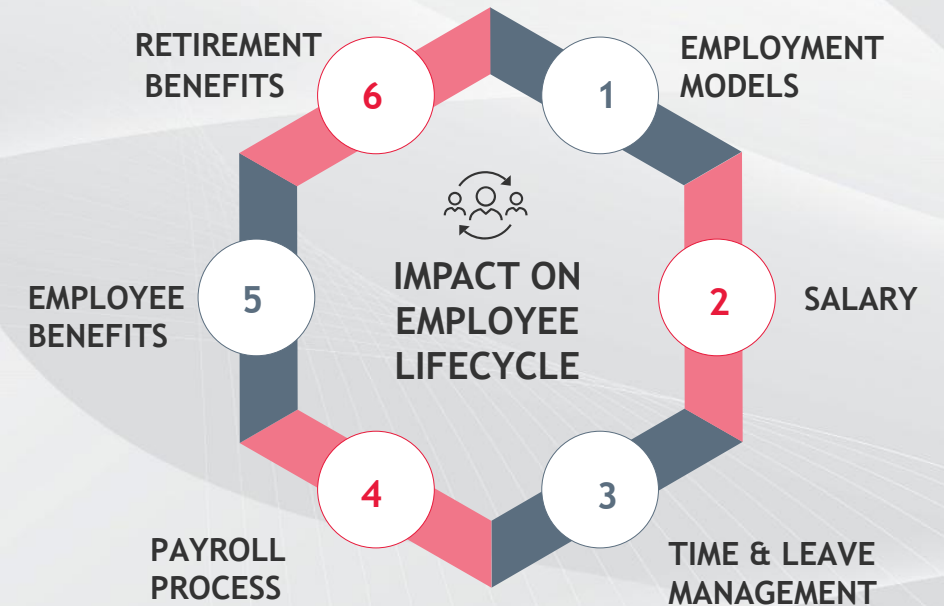 RETIREMENT
BENEFITS
6
1
EMPLOYMENT
MODELS
IMPACT ON
EMPLOYEE
LIFECYCLE
EMPLOYEE
BENEFITS
5
2
SALARY
4
3
PAYROLL
PROCESS
TIME & LEAVE
MANAGEMENT